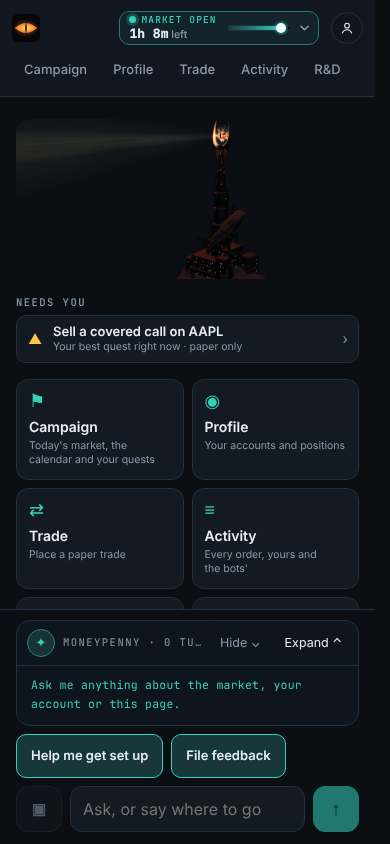 MARKET OPEN
1h 8m left
Campaign Profile Trade Activity R&D
NEEDS YOU
Sell a covered call on AAPL
Your best quest right now · paper only
Campaign
Today's market, the
calendar and your quests
Profile
Your accounts and positions
Trade
Place a paper trade
Activity
Every order, yours and
the bots'
MONEYPENNY · 0 TU… Hide Expand
Ask me anything about the market, your
account or this page.
Help me get set up File feedback
Ask, or say where to go